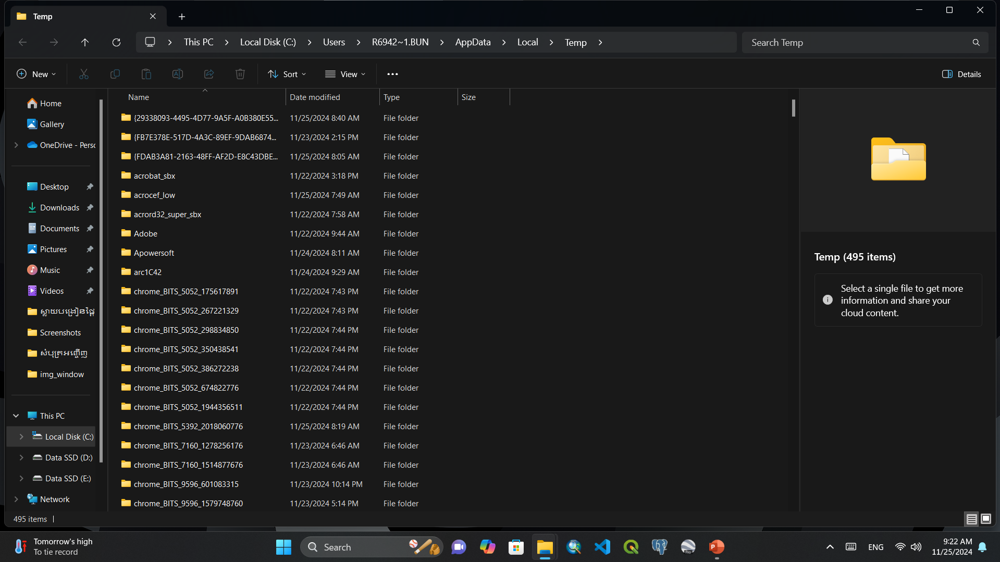 Temp
This PC
Local Disk (C:)
Users
R6942~1.BUN
AppData
Local
Temp
Search Temp
New
Sort
View
Details
Home
Gallery
OneDrive - Perso
Desktop
Downloads
Documents
Pictures
Music
Videos
ស្លាយបង្រៀនផ្អែ
Screenshots
សំបុត្រអញ្ជើញ
img_window
This PC
Local Disk (C:)
Data SSD (D:)
Data SSD (E:)
Network
Name Date modified Type Size
{29338093-4495-4D77-9A5F-A0B380E55... 11/25/2024 8:40 AM File folder
{FB7E378E-517D-4A3C-89EF-9DAB6874... 11/23/2024 2:15 PM File folder
{FDAB3A81-2163-48FF-AF2D-E8C43DBE... 11/25/2024 8:05 AM File folder
acrobat_sbx 11/22/2024 3:18 PM File folder
acrocef_low 11/25/2024 7:49 AM File folder
acrord32_super_sbx 11/22/2024 7:58 AM File folder
Adobe 11/22/2024 9:44 AM File folder
Apowersoft 11/24/2024 8:11 AM File folder
arc1C42 11/24/2024 9:29 AM File folder
chrome_BITS_5052_175617891 11/22/2024 7:43 PM File folder
chrome_BITS_5052_267221329 11/22/2024 7:43 PM File folder
chrome_BITS_5052_298834850 11/22/2024 7:44 PM File folder
chrome_BITS_5052_350438541 11/22/2024 7:44 PM File folder
chrome_BITS_5052_386272238 11/22/2024 7:44 PM File folder
chrome_BITS_5052_674822776 11/22/2024 7:44 PM File folder
chrome_BITS_5052_1944356511 11/22/2024 7:44 PM File folder
chrome_BITS_5392_2018060776 11/25/2024 8:19 AM File folder
chrome_BITS_7160_1278256176 11/23/2024 6:46 AM File folder
chrome_BITS_7160_1514877676 11/23/2024 6:46 AM File folder
chrome_BITS_9596_601083315 11/23/2024 10:14 PM File folder
chrome_BITS_9596_1579748760 11/23/2024 5:14 PM File folder
Temp (495 items)
Select a single file to get more
information and share your
cloud content.
495 items
Tomorrow's high
To tie record
Search
Pro
ENG
9:22 AM
11/25/2024